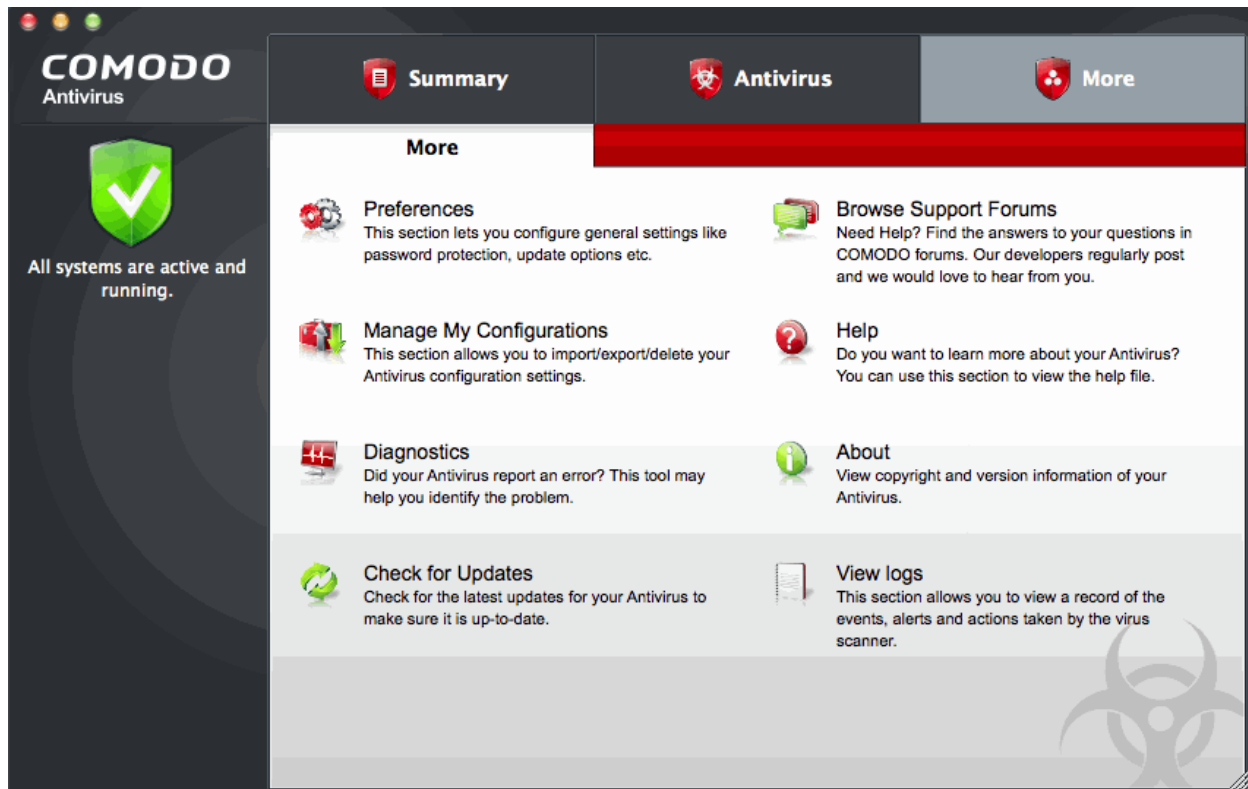 COMODO
Antivirus
Summary
Antivirus
More
More
All systems are active and
running.
Preferences
This section lets you configure general settings like
password protection, update options etc.
Browse Support Forums
Need Help? Find the answers to your questions in
COMODO forums. Our developers regularly post
and we would love to hear from you.
Manage My Configurations
This section allows you to import/export/delete your
Antivirus configuration settings.
Help
Do you want to learn more about your Antivirus?
You can use this section to view the help file.
Diagnostics
Did your Antivirus report an error? This tool may
help you identify the problem.
About
View copyright and version information of your
Antivirus.
Check for Updates
Check for the latest updates for your Antivirus to
make sure it is up-to-date.
View logs
This section allows you to view a record of the
events, alerts and actions taken by the virus
scanner.